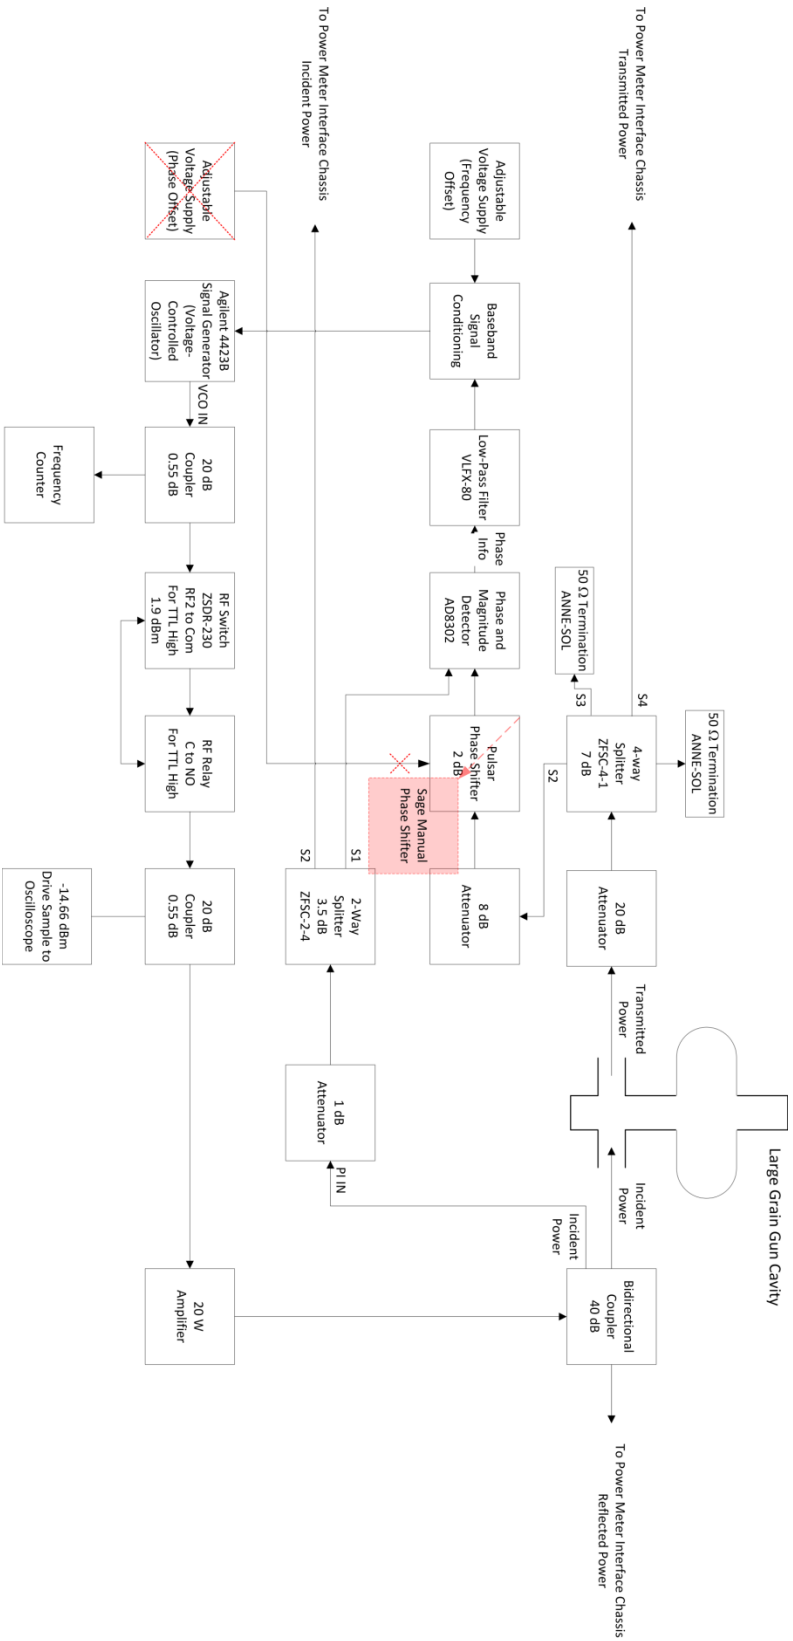 Large Grain Gun Cavity
50 Ω Termination
ANNE-SOL
To Power Meter Interface Chassis
Transmitted Power
50 Ω Termination
ANNE-SOL
S4
S3
S2
4-way
Splitter
ZFSC-4-1
7 dB
20 dB
Attenuator
Transmitted
Power
Incident
Power
Bidirectional
Coupler
40 dB
To Power Meter Interface Chassis
Reflected Power
Incident
Power
Adjustable
Voltage Supply
(Frequency
Offset)
Baseband
Signal
Conditioning
Low-Pass Filter
VLFX-80
Phase
Info
Phase and
Magnitude
Detector
AD8302
Pulsar
Phase Shifter
2 dB
8 dB
Attenuator
Sage Manual
Phase Shifter
To Power Meter Interface Chassis
Incident Power
S1
S2
2-Way
Splitter
3.5 dB
ZFSC-2-4
1 dB
Attenuator
PI IN
Adjustable
Voltage Supply
(Phase Offset)
Agilent 4423B
Signal Generator
(Voltage-
Controlled
Oscillator)
VCO IN
20 dB
Coupler
0.55 dB
RF Switch
ZSDR-230
RF2 to Com
For TTL High
1.9 dBm
RF Relay
C to NO
For TTL High
20 dB
Coupler
0.55 dB
20 W
Amplifier
Frequency
Counter
-14.66 dBm
Drive Sample to
Oscilloscope